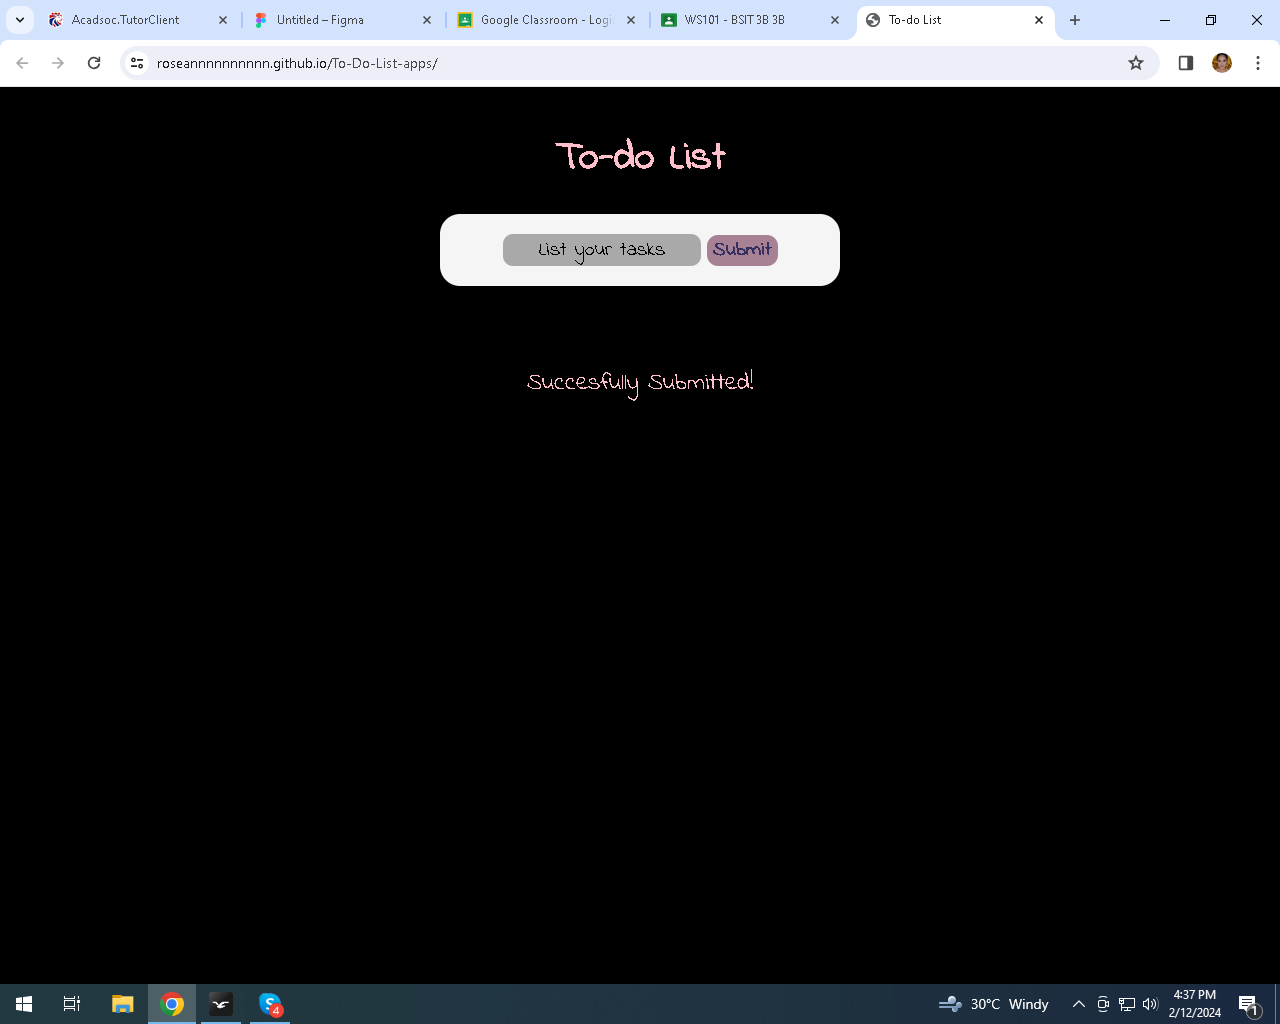 Acadsoc.TutorClient
Untitled – Figma
Google Classroom - Logi
WS101 - BSIT 3B 3B
To-do List
roseannnnnnnnnn.github.io/To-Do-List-apps/
To-do List
List your tasks
Submit
Succesfully Submitted!
4
30°C Windy
4:37 PM
2/12/2024
1